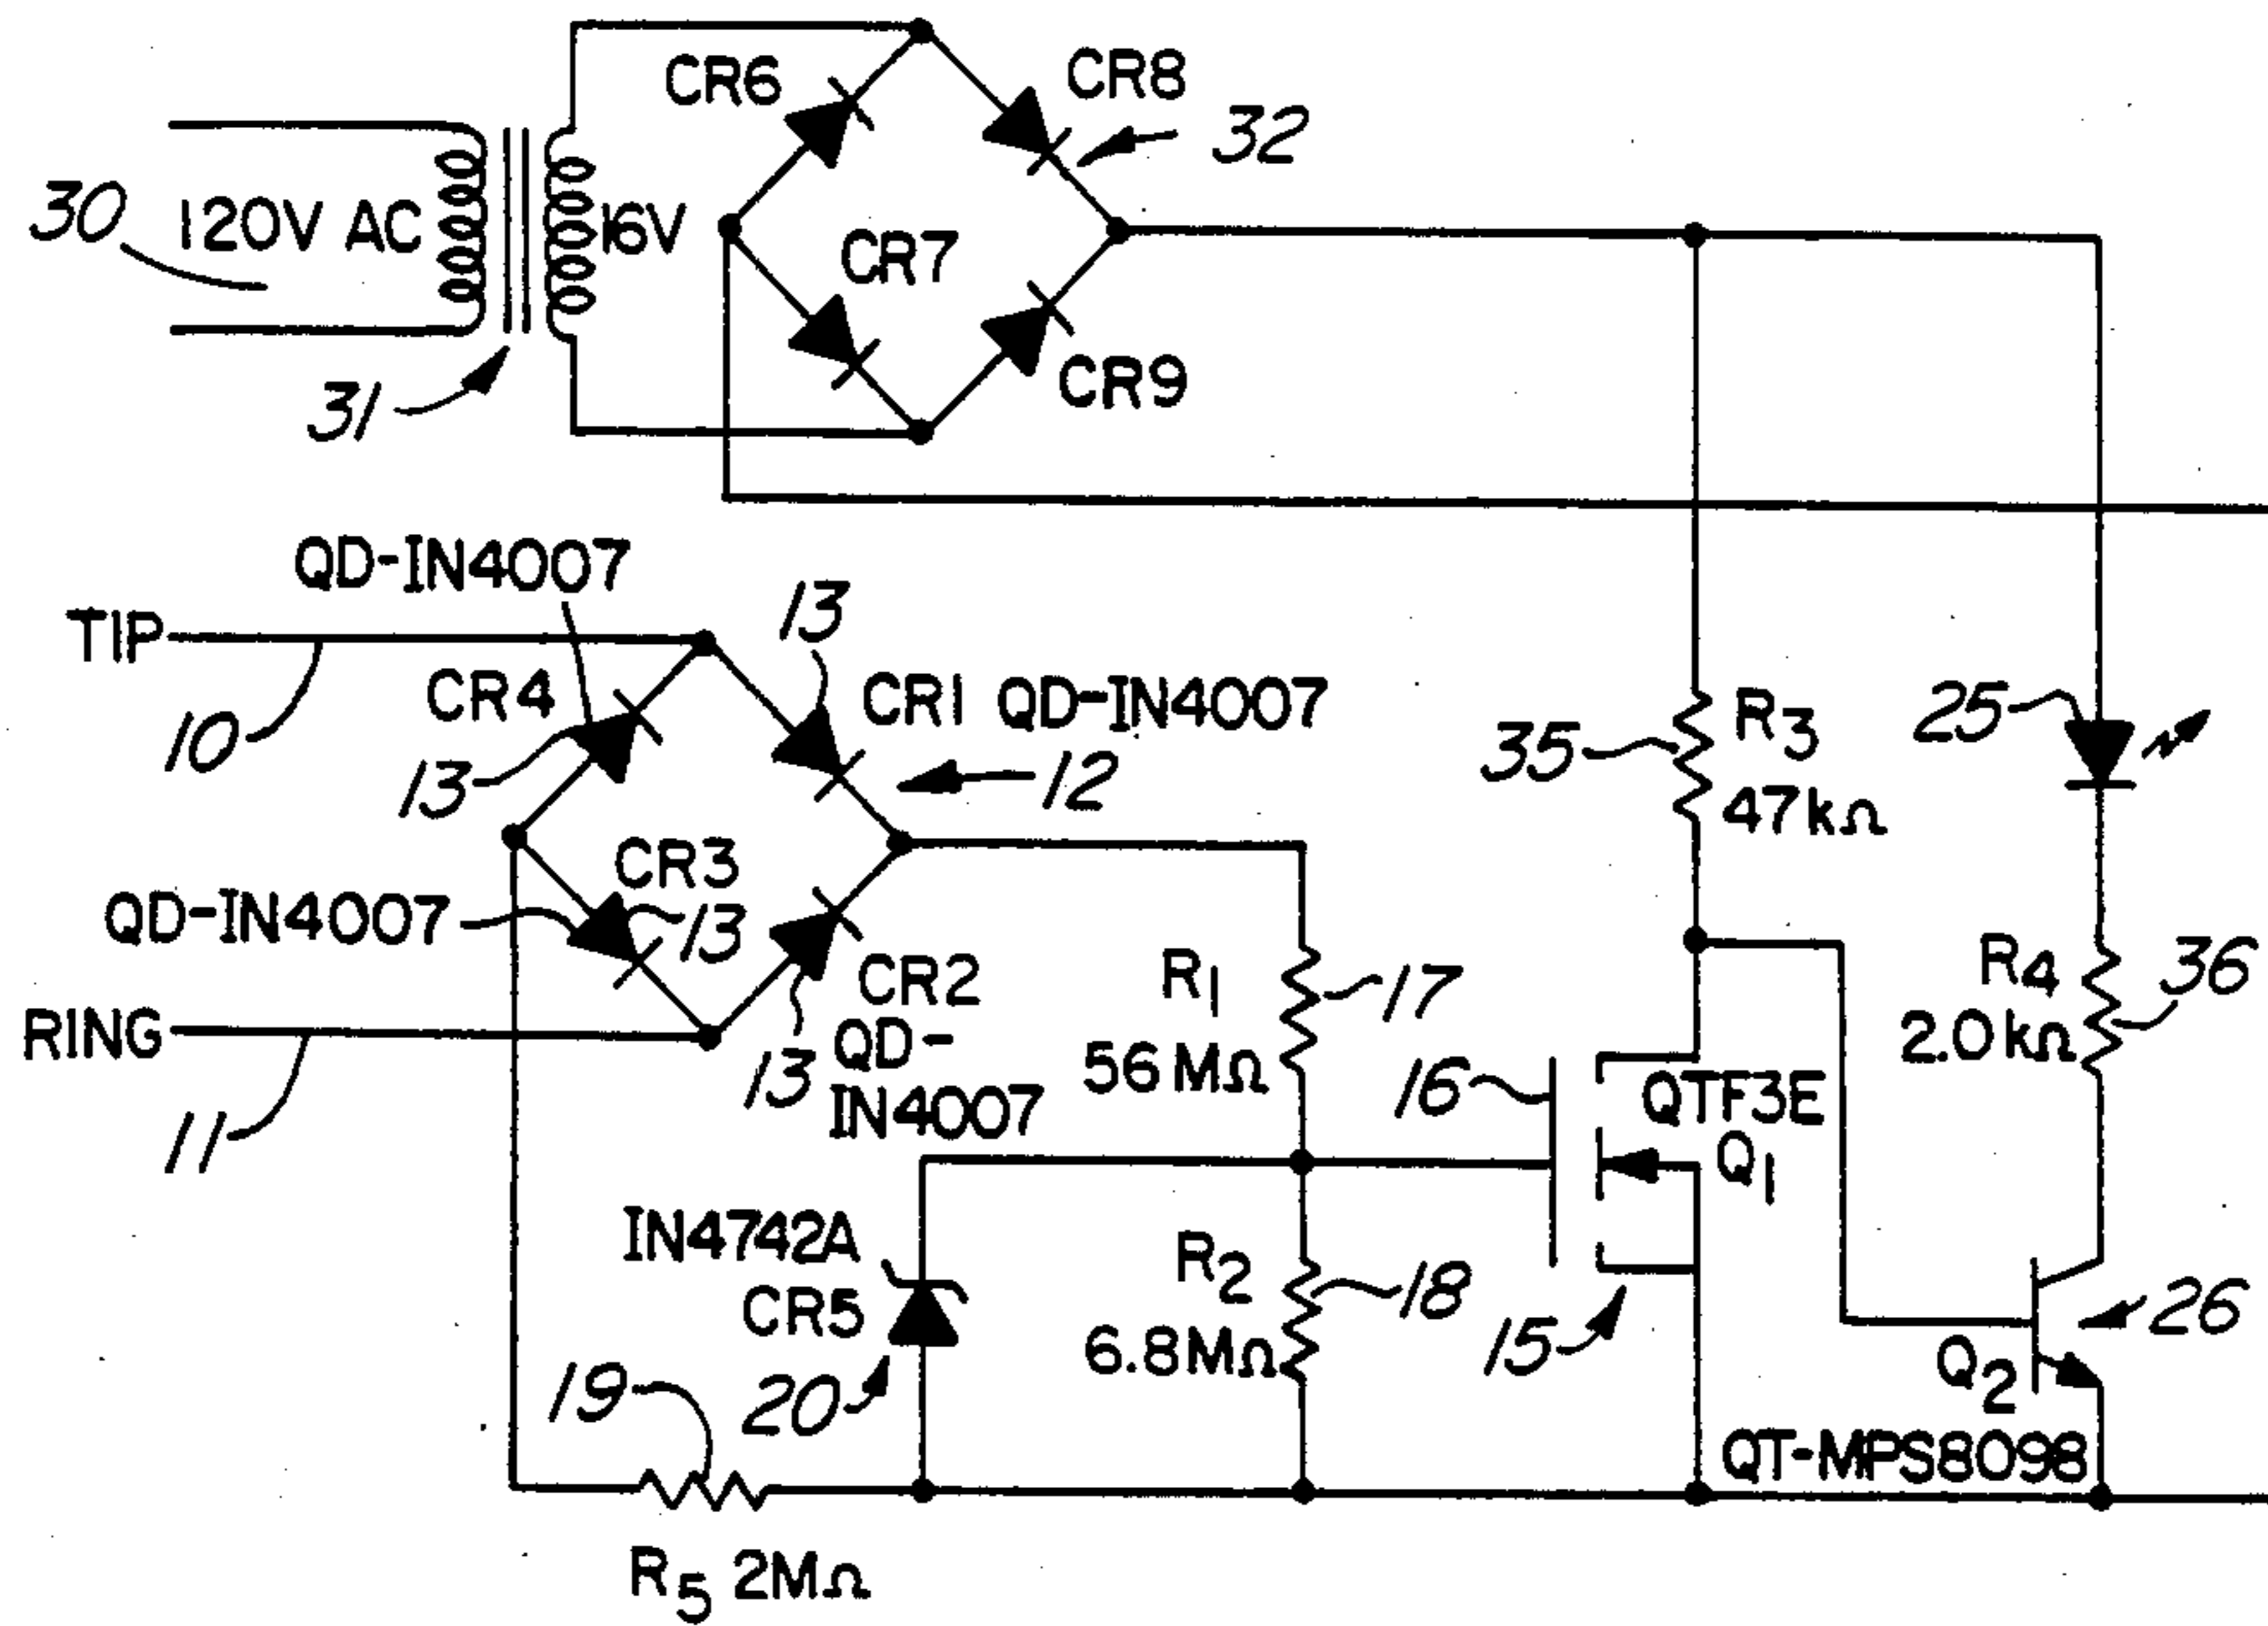 CR6
CR8
32
30
120V AC
16V
CR7
31
CR9
QD-IN4007
13
TIP
10
CR4
13
CR1 QD-IN4007
12
35
R3
47kΩ
25
CR3
QD-IN4007
13
CR2
QD-
IN4007
13
RING
11
R1
17
56MΩ
16
QTF3E
Q1
R4
36
2.0kΩ
IN4742A
CR5
20
R2
18
6.8MΩ
15
26
Q2
QT-MPS8098
19
R5 2MΩ